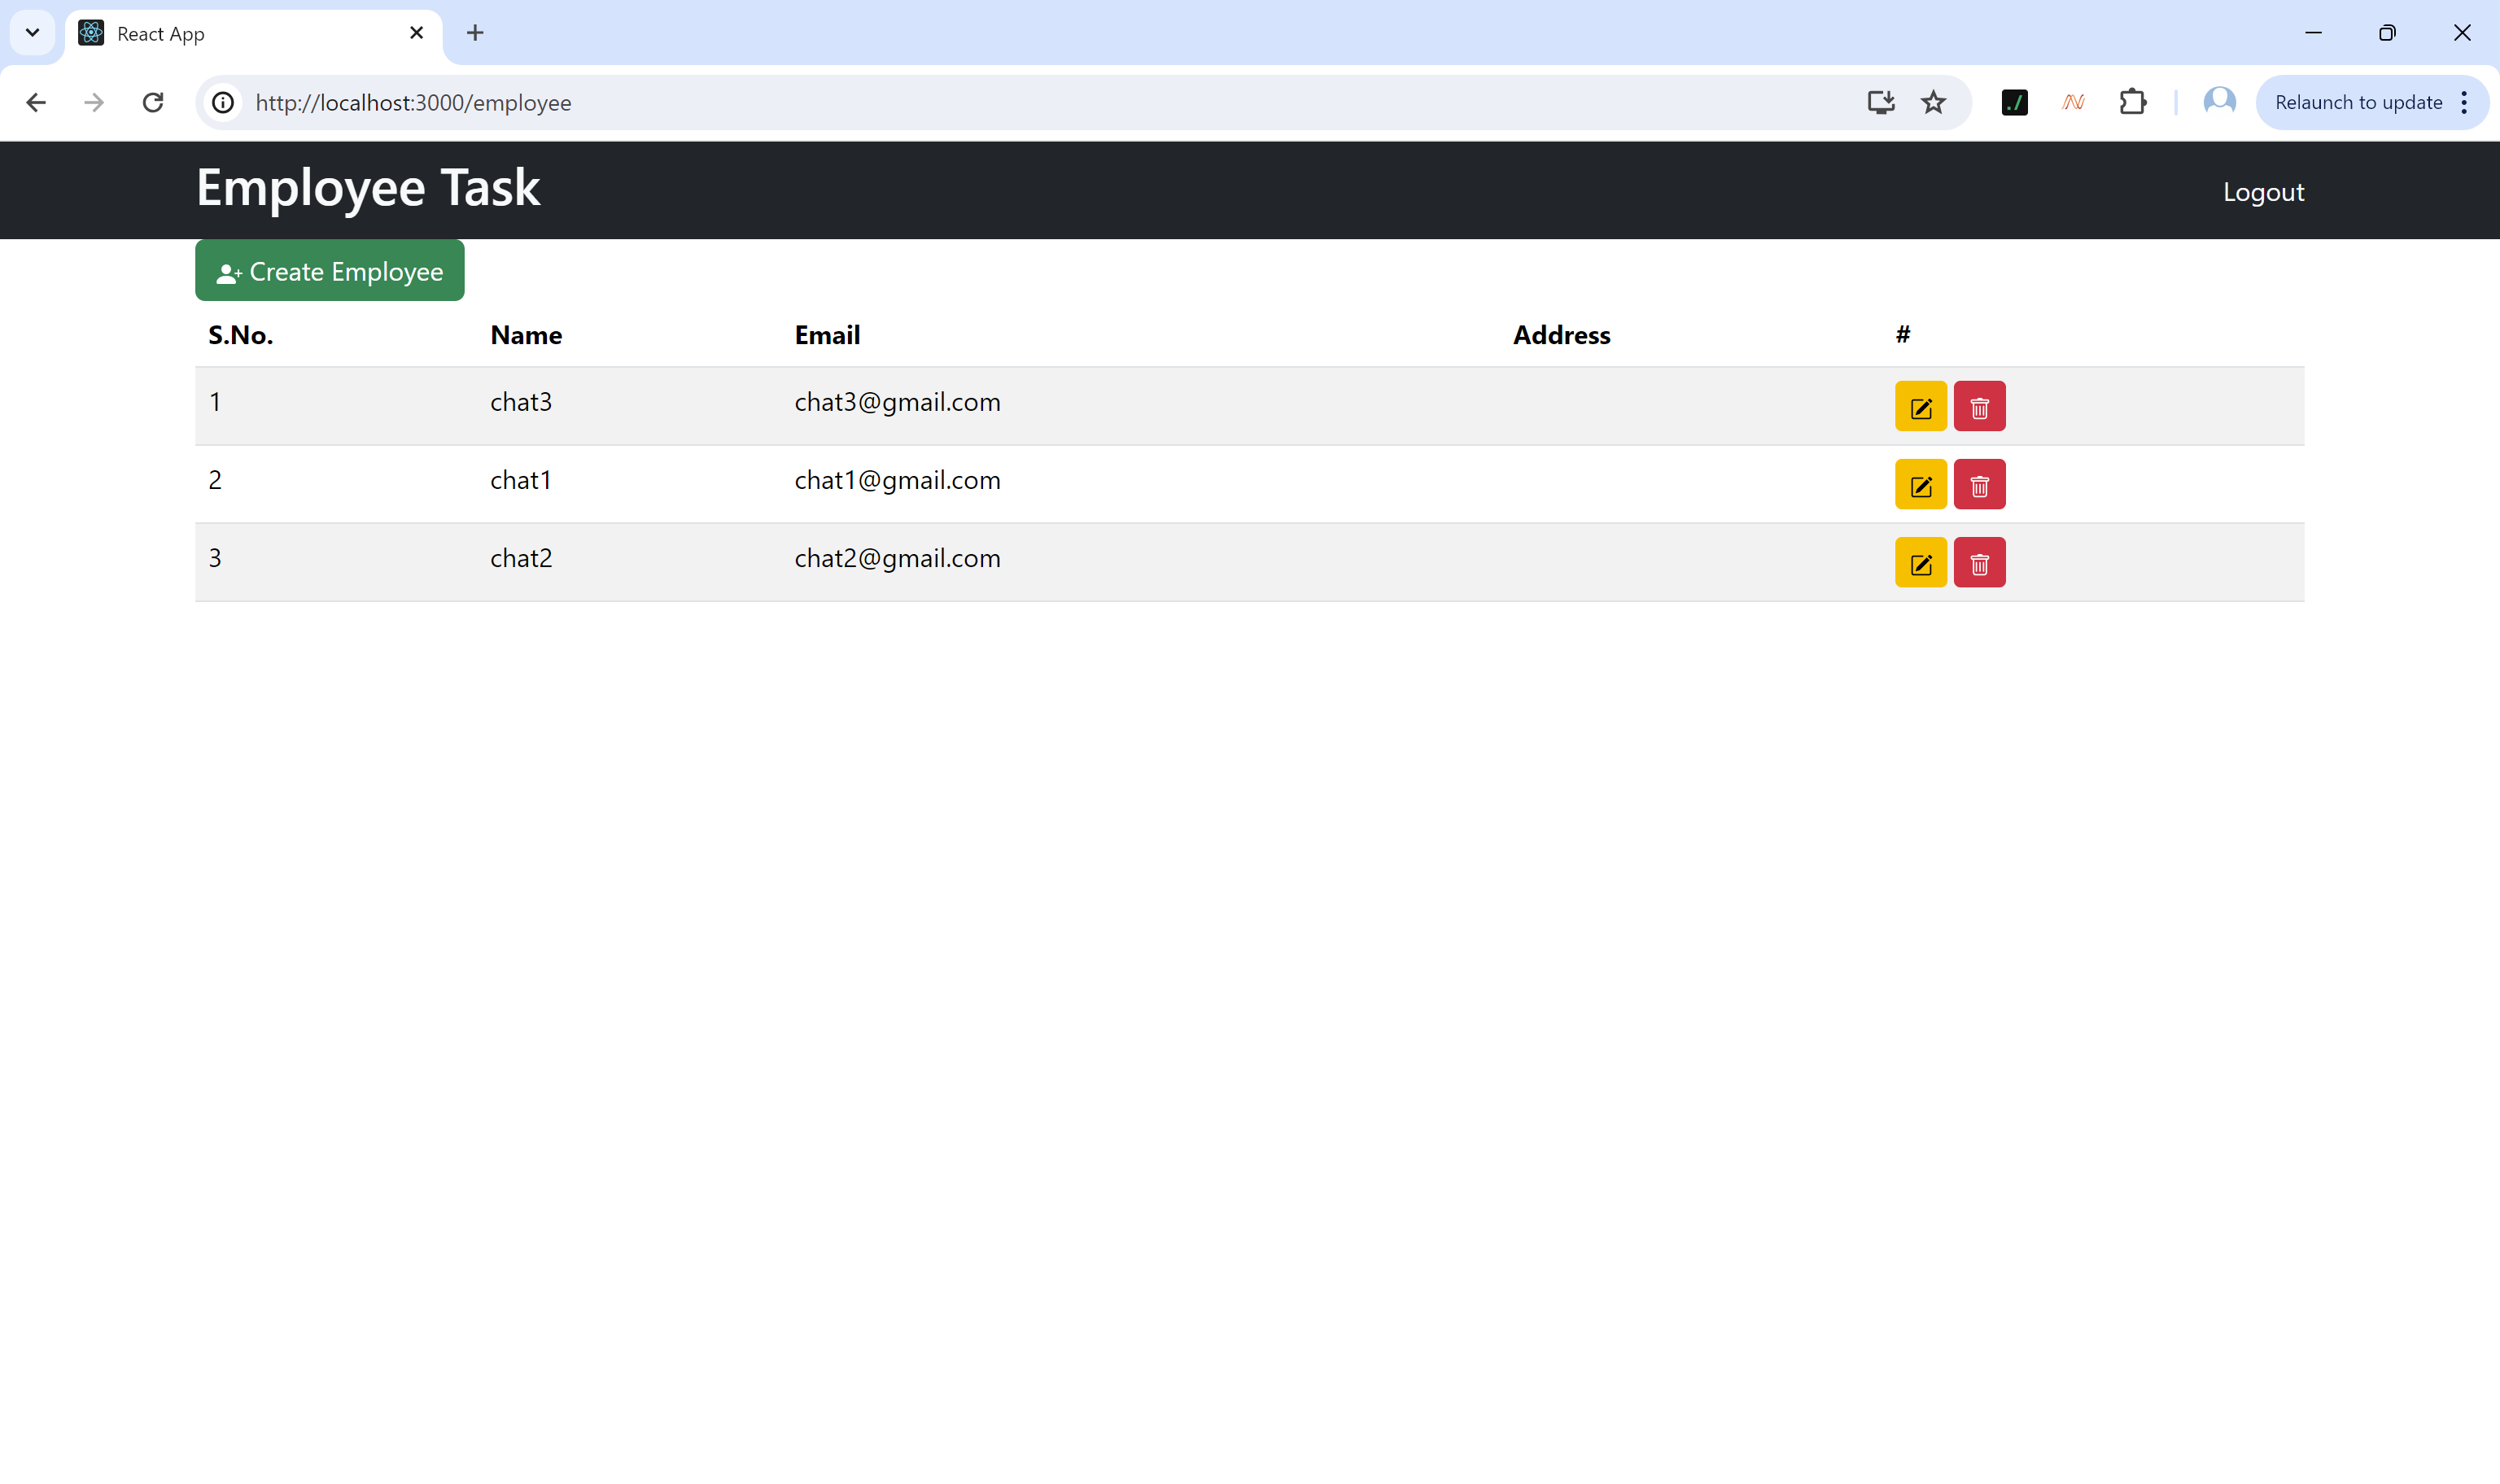 React App
http://localhost:3000/employee
Relaunch to update
Employee Task
Logout
Create Employee
S.No. Name Email Address #
1 chat3 chat3@gmail.com
2 chat1 chat1@gmail.com
3 chat2 chat2@gmail.com